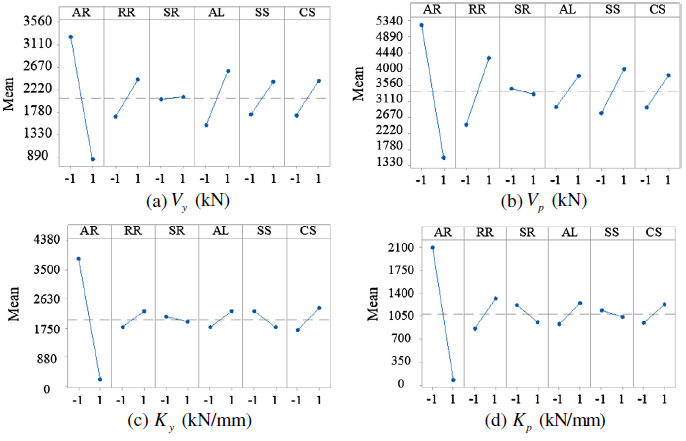 AR RR SR AL SS CS
3560
3110
2670
2220
1780
1330
890
Mean
-1 1 -1 1 -1 1 -1 1 -1 1 -1 1
(a) Vy (kN)
AR RR SR AL SS CS
5340
4890
4440
4000
3560
3110
2670
2220
1780
1330
Mean
-1 1 -1 1 -1 1 -1 1 -1 1 -1 1
(b) Vp (kN)
AR RR SR AL SS CS
4380
3500
2630
1750
880
0
Mean
-1 1 -1 1 -1 1 -1 1 -1 1 -1 1
(c) Ky (kN/mm)
AR RR SR AL SS CS
2100
1750
1400
1050
700
350
0
Mean
-1 1 -1 1 -1 1 -1 1 -1 1 -1 1
(d) Kp (kN/mm)